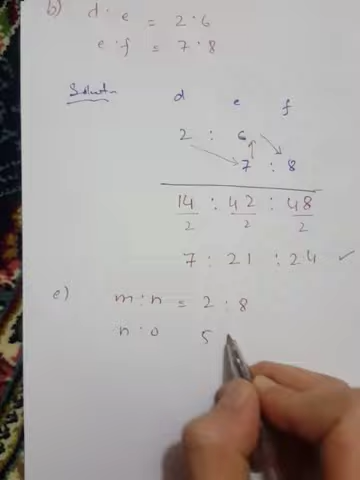 b) d : e = 2 : 6
e : f = 7 : 8
Solutn
d e f
2 : 6
7 : 8
14/2 : 42/2 : 48/2
7 : 21 : 24 ✓
e) m : n = 2 : 8
n : o 5